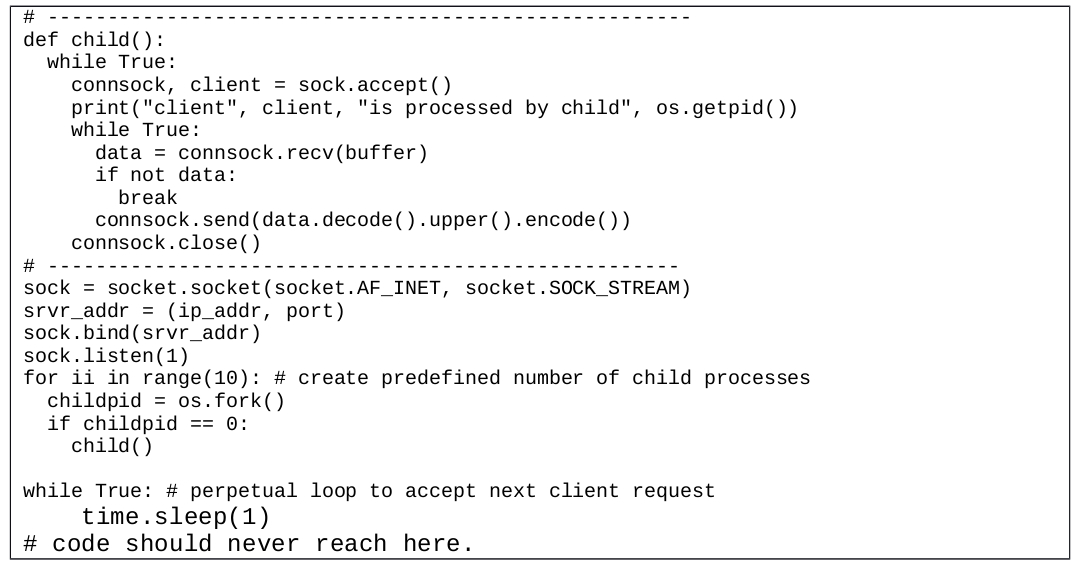 # ------------------------------------------------------
def child():
  while True:
    connsock, client = sock.accept()
    print("client", client, "is processed by child", os.getpid())
    while True:
      data = connsock.recv(buffer)
      if not data:
        break
      connsock.send(data.decode().upper().encode())
    connsock.close()
# -----------------------------------------------------
sock = socket.socket(socket.AF_INET, socket.SOCK_STREAM)
srvr_addr = (ip_addr, port)
sock.bind(srvr_addr)
sock.listen(1)
for ii in range(10): # create predefined number of child processes
  childpid = os.fork()
  if childpid == 0:
    child()

while True: # perpetual loop to accept next client request
    time.sleep(1)
# code should never reach here.